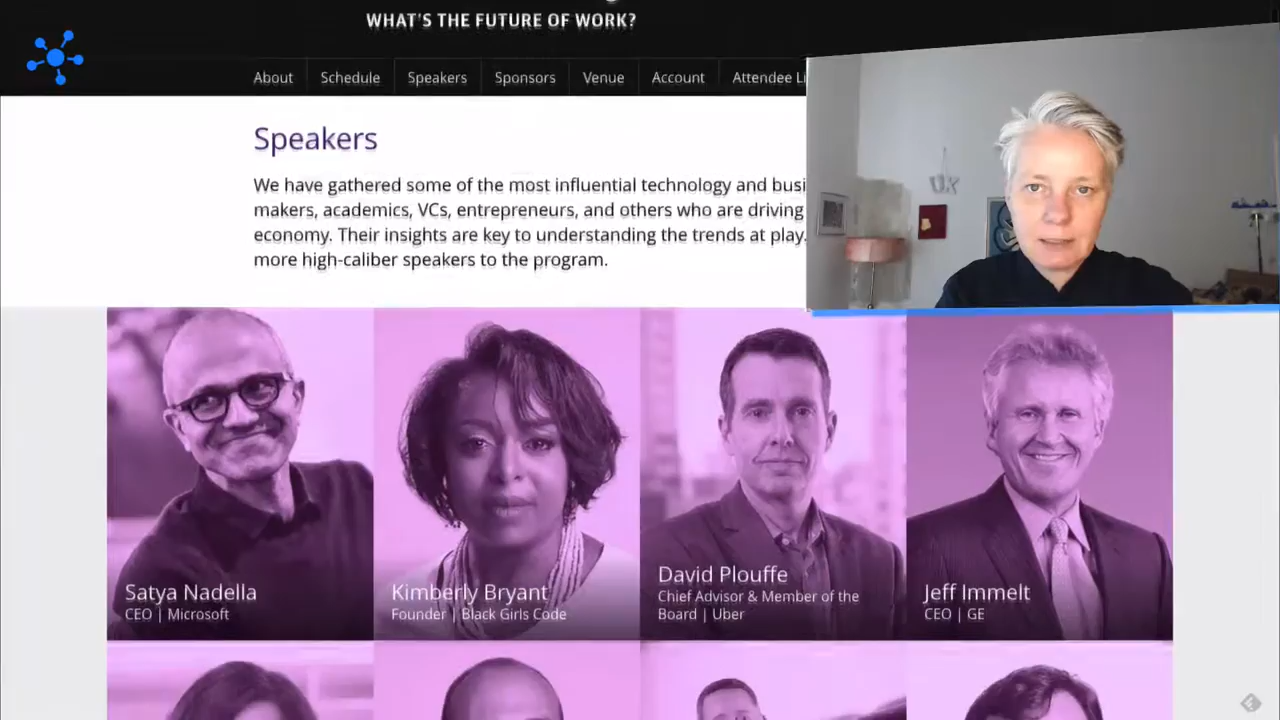 WHAT'S THE FUTURE OF WORK?
About Schedule Speakers Sponsors Venue Account Attendee
Speakers
We have gathered some of the most influential technology and
makers, academics, VCs, entrepreneurs, and others who are driving
economy. Their insights are key to understanding the trends at play.
more high-caliber speakers to the program.
Satya Nadella
CEO | Microsoft
Kimberly Bryant
Founder | Black Girls Code
David Plouffe
Chief Advisor & Member of the
Board | Uber
Jeff Immelt
CEO | GE